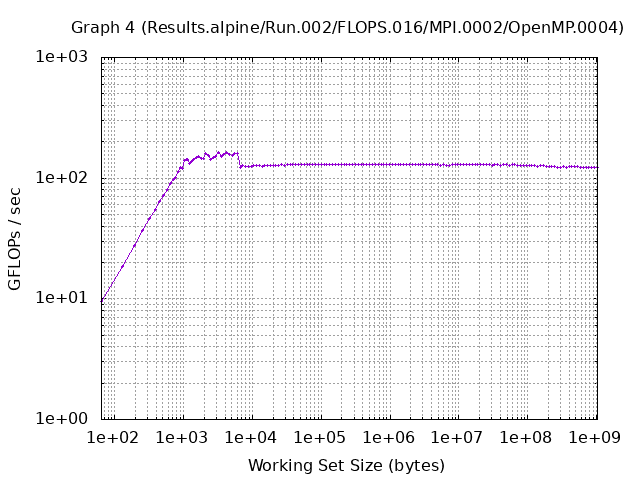 Graph 4 (Results.alpine/Run.002/FLOPS.016/MPI.0002/OpenMP.0004)
1e+03
1e+02
1e+01
1e+00
GFLOPs / sec
1e+02 1e+03 1e+04 1e+05 1e+06 1e+07 1e+08 1e+09
Working Set Size (bytes)